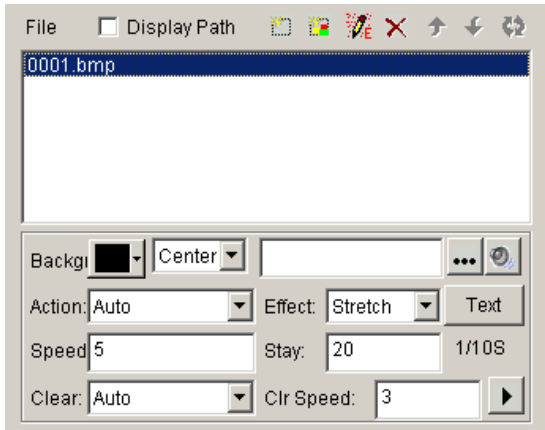 File Display Path E
0001.bmp
Backgr Center
Action: Auto Effect: Stretch Text
Speed 5 Stay: 20 1/10S
Clear: Auto Clr Speed: 3